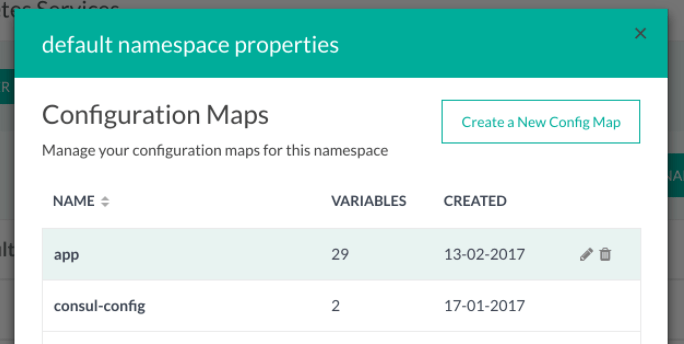 default namespace properties
Configuration Maps
Create a New Config Map
Manage your configuration maps for this namespace
NAME VARIABLES CREATED
app 29 13-02-2017
consul-config 2 17-01-2017